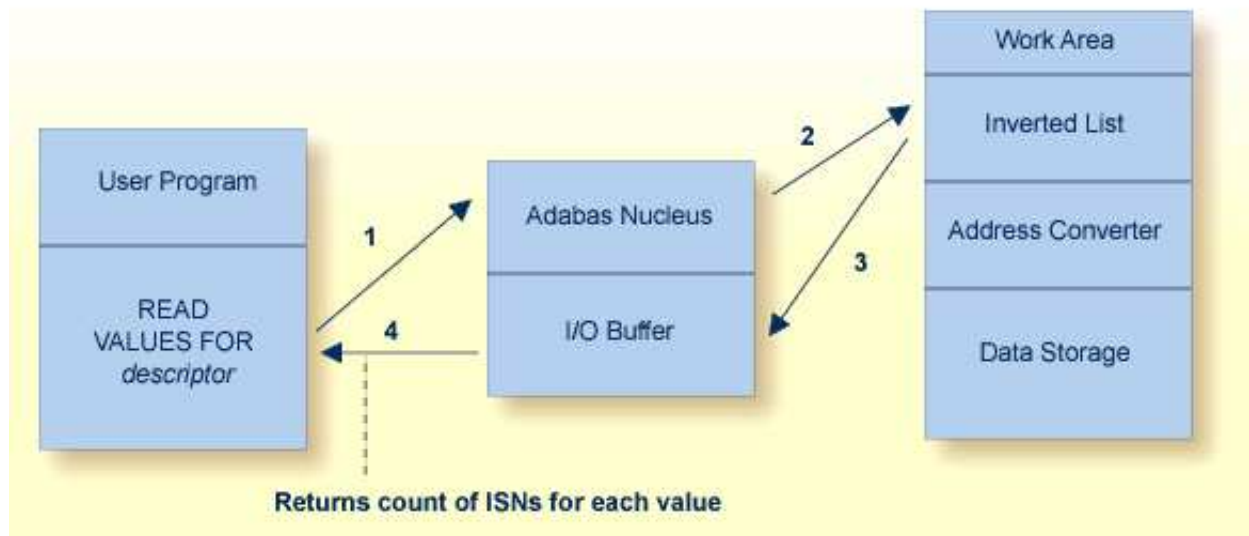 User Program
READ
VALUES FOR
descriptor
1
4
Returns count of ISNs for each value
Adabas Nucleus
I/O Buffer
2
3
Work Area
Inverted List
Address Converter
Data Storage